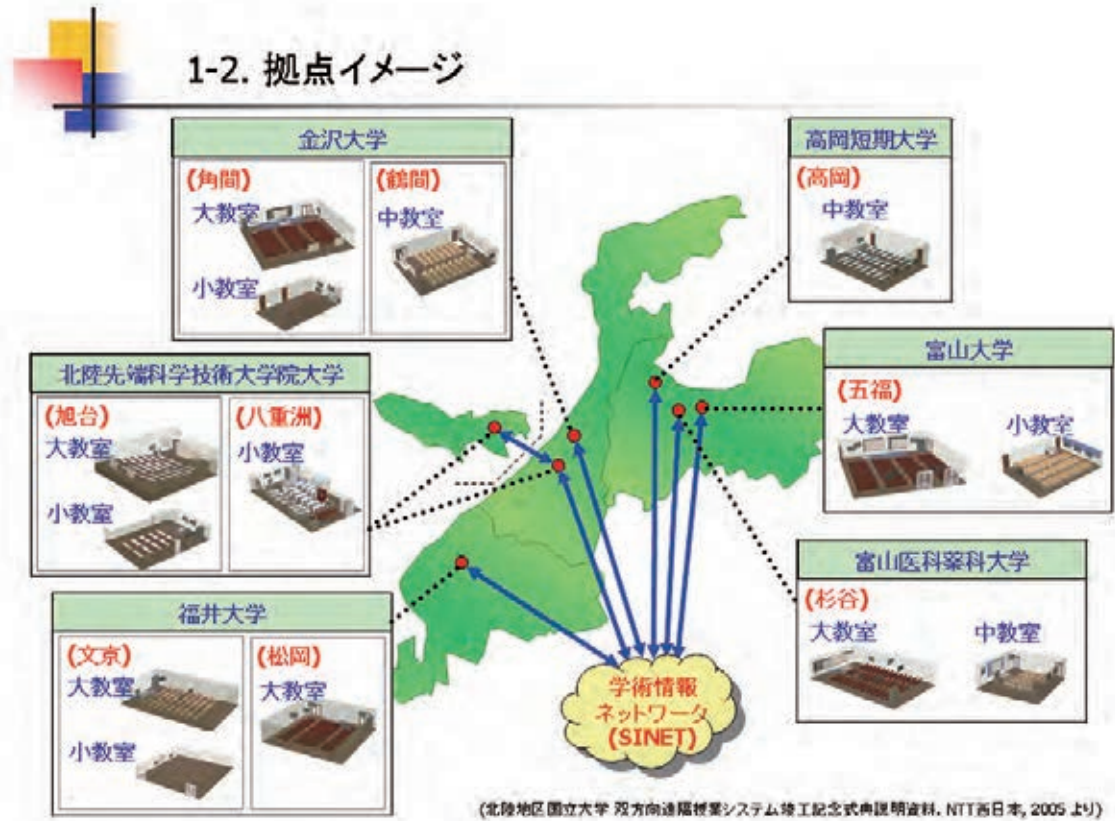 1-2. 拠点イメージ
金沢大学
(角間)
大教室
小教室
(鶴間)
中教室
高岡短期大学
(高岡)
中教室
北陸先端科学技術大学院大学
(旭台)
大教室
小教室
(八重洲)
小教室
富山大学
(五福)
大教室
小教室
福井大学
(文京)
大教室
小教室
(松岡)
大教室
富山医科薬科大学
(杉谷)
大教室
中教室
学術情報
ネットワーク
(SINET)
(北陸地区国立大学 双方向遠隔授業システム竣工記念式典説明資料, NTT西日本, 2005 より)